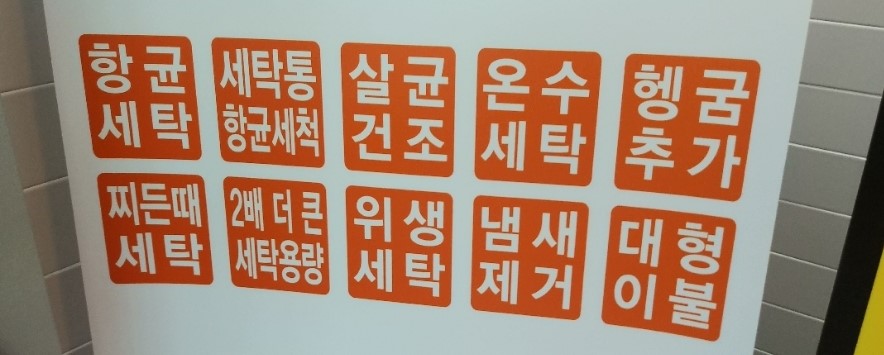 항균
세탁
세탁통
항균세척
살균
건조
온수
세탁
헹굼
추가
찌든때
세탁
2배 더 큰
세탁용량
위생
세탁
냄새
제거
대형
이불